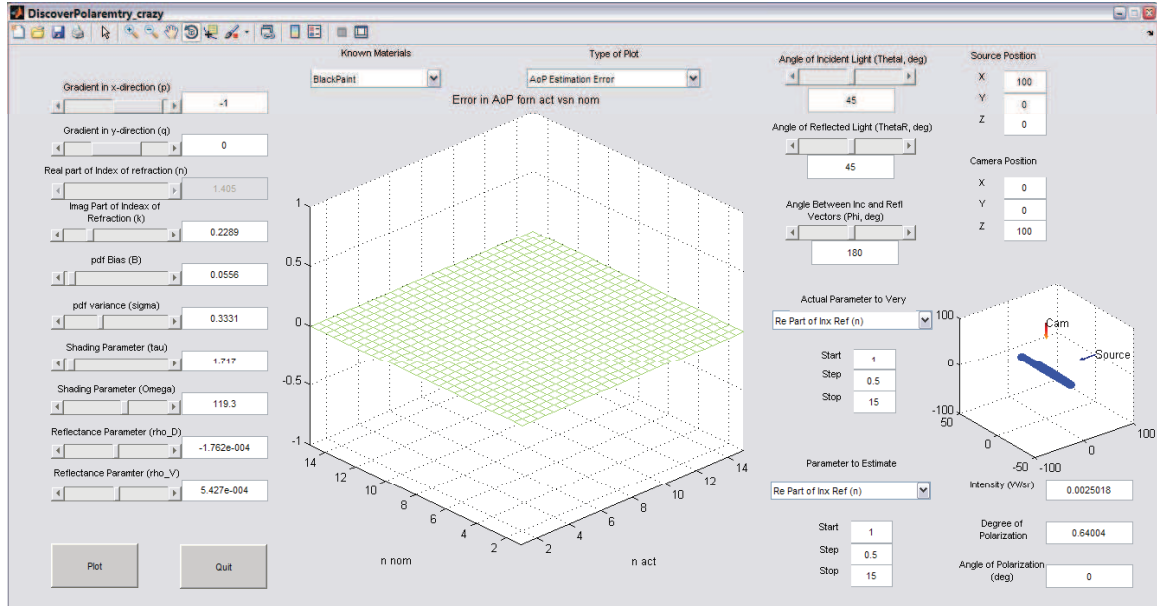 DiscoverPolaremtry_crazy
Known Materials
BlackPaint
Type of Plot
AoP Estimation Error
Gradient in x-direction (p)
-1
Gradient in y-direction (q)
0
Real part of Index of refraction (n)
1.405
Imag Part of Indeax of
Refraction (k)
0.2289
pdf Bias (B)
0.0556
pdf variance (sigma)
0.3331
Shading Parameter (tau)
1.717
Shading Parameter (Omega)
119.3
Reflectance Parameter (rho_D)
-1.762e-004
Reflectance Paramter (rho_V)
5.427e-004
Plot
Quit
Error in AoP forn act vsn nom
1
0.5
0
-0.5
-1
14
12
10
8
6
4
2
n nom
2
4
6
8
10
12
14
n act
Angle of Incident Light (ThetaI, deg)
45
Angle of Reflected Light (ThetaR, deg)
45
Angle Between Inc and Refl
Vectors (Phi, deg)
180
Source Position
X
100
Y
0
Z
0
Camera Position
X
0
Y
0
Z
100
Actual Parameter to Very
Re Part of Inx Ref (n)
Start
1
Step
0.5
Stop
15
Parameter to Estimate
Re Part of Inx Ref (n)
Start
1
Step
0.5
Stop
15
100
0
-100
50
0
-50
-100
0
100
Cam
Source
Intensity (W/sr)
0.0025018
Degree of
Polarization
0.64004
Angle of Polarization
(deg)
0